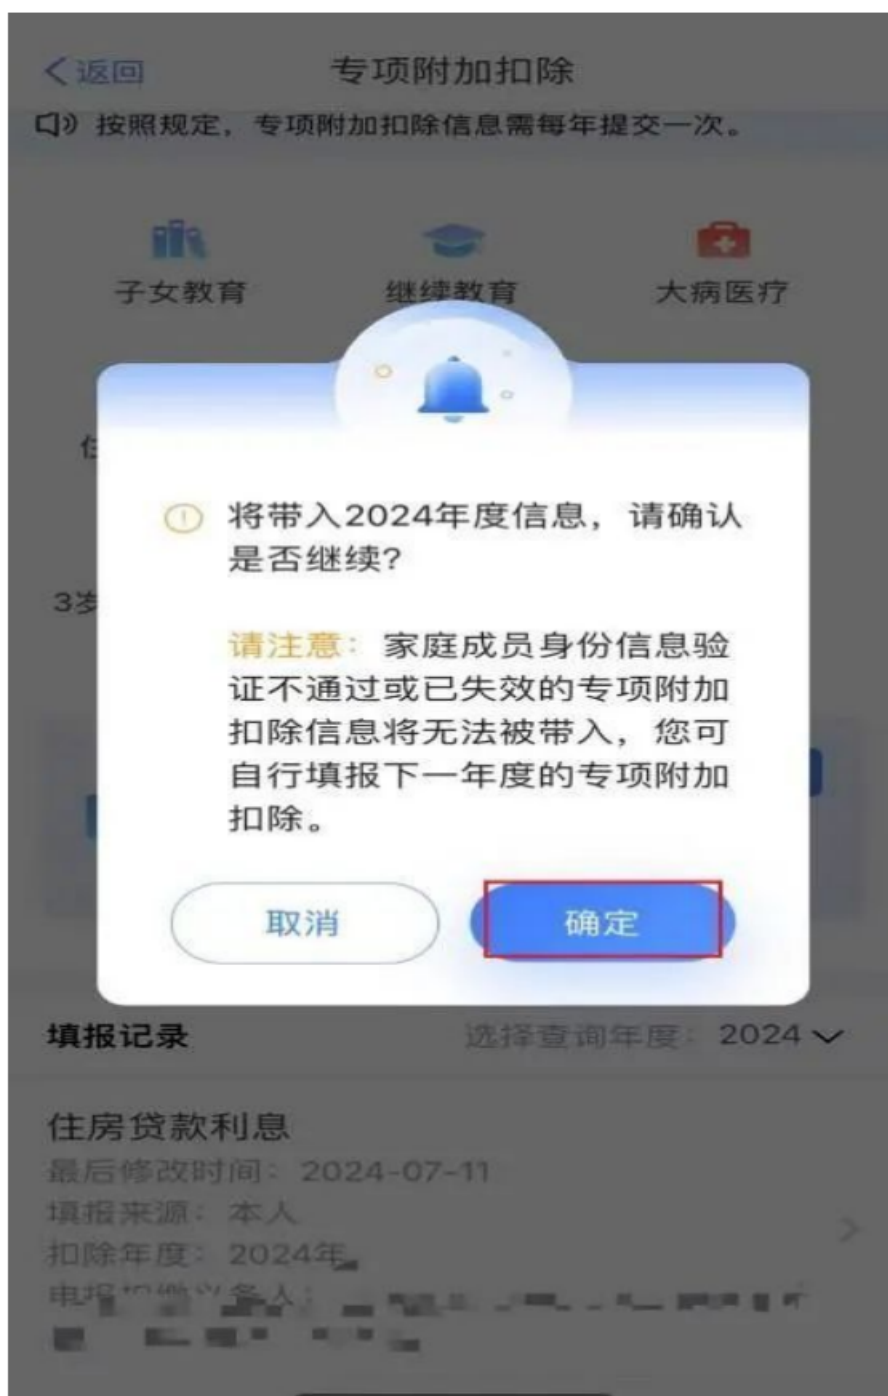 返回
专项附加扣除
按照规定，专项附加扣除信息需每年提交一次。
子女教育
继续教育
大病医疗
3岁
将带入2024年度信息，请确认
是否继续？
请注意：家庭成员身份信息验
证不通过或已失效的专项附加
扣除信息将无法被带入，您可
自行填报下一年度的专项附加
扣除。
取消
确定
填报记录
选择查询年度：2024
住房贷款利息
最后修改时间：2024-07-11
填报来源：本人
扣除年度：2024年